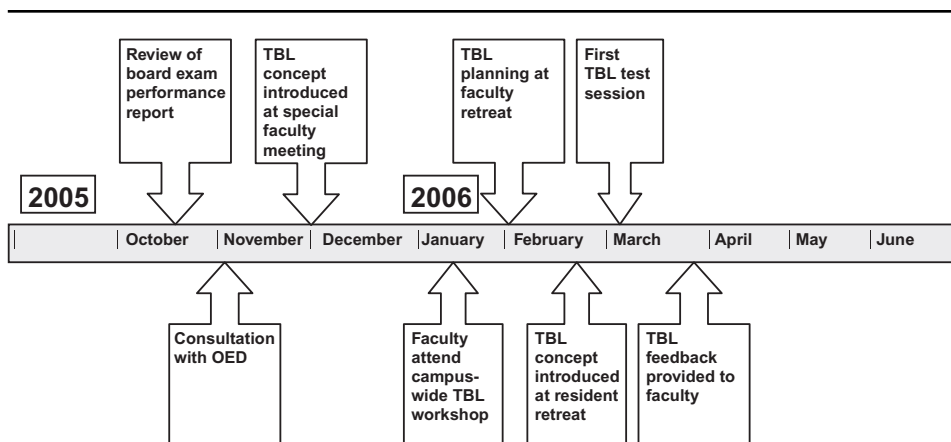 Review of
board exam
performance
report
TBL
concept
introduced
at special
faculty
meeting
TBL
planning at
faculty
retreat
First
TBL test
session
2005
2006
October
November
December
January
February
March
April
May
June
Consultation
with OED
Faculty
attend
campus-
wide TBL
workshop
TBL
concept
introduced
at resident
retreat
TBL
feedback
provided to
faculty